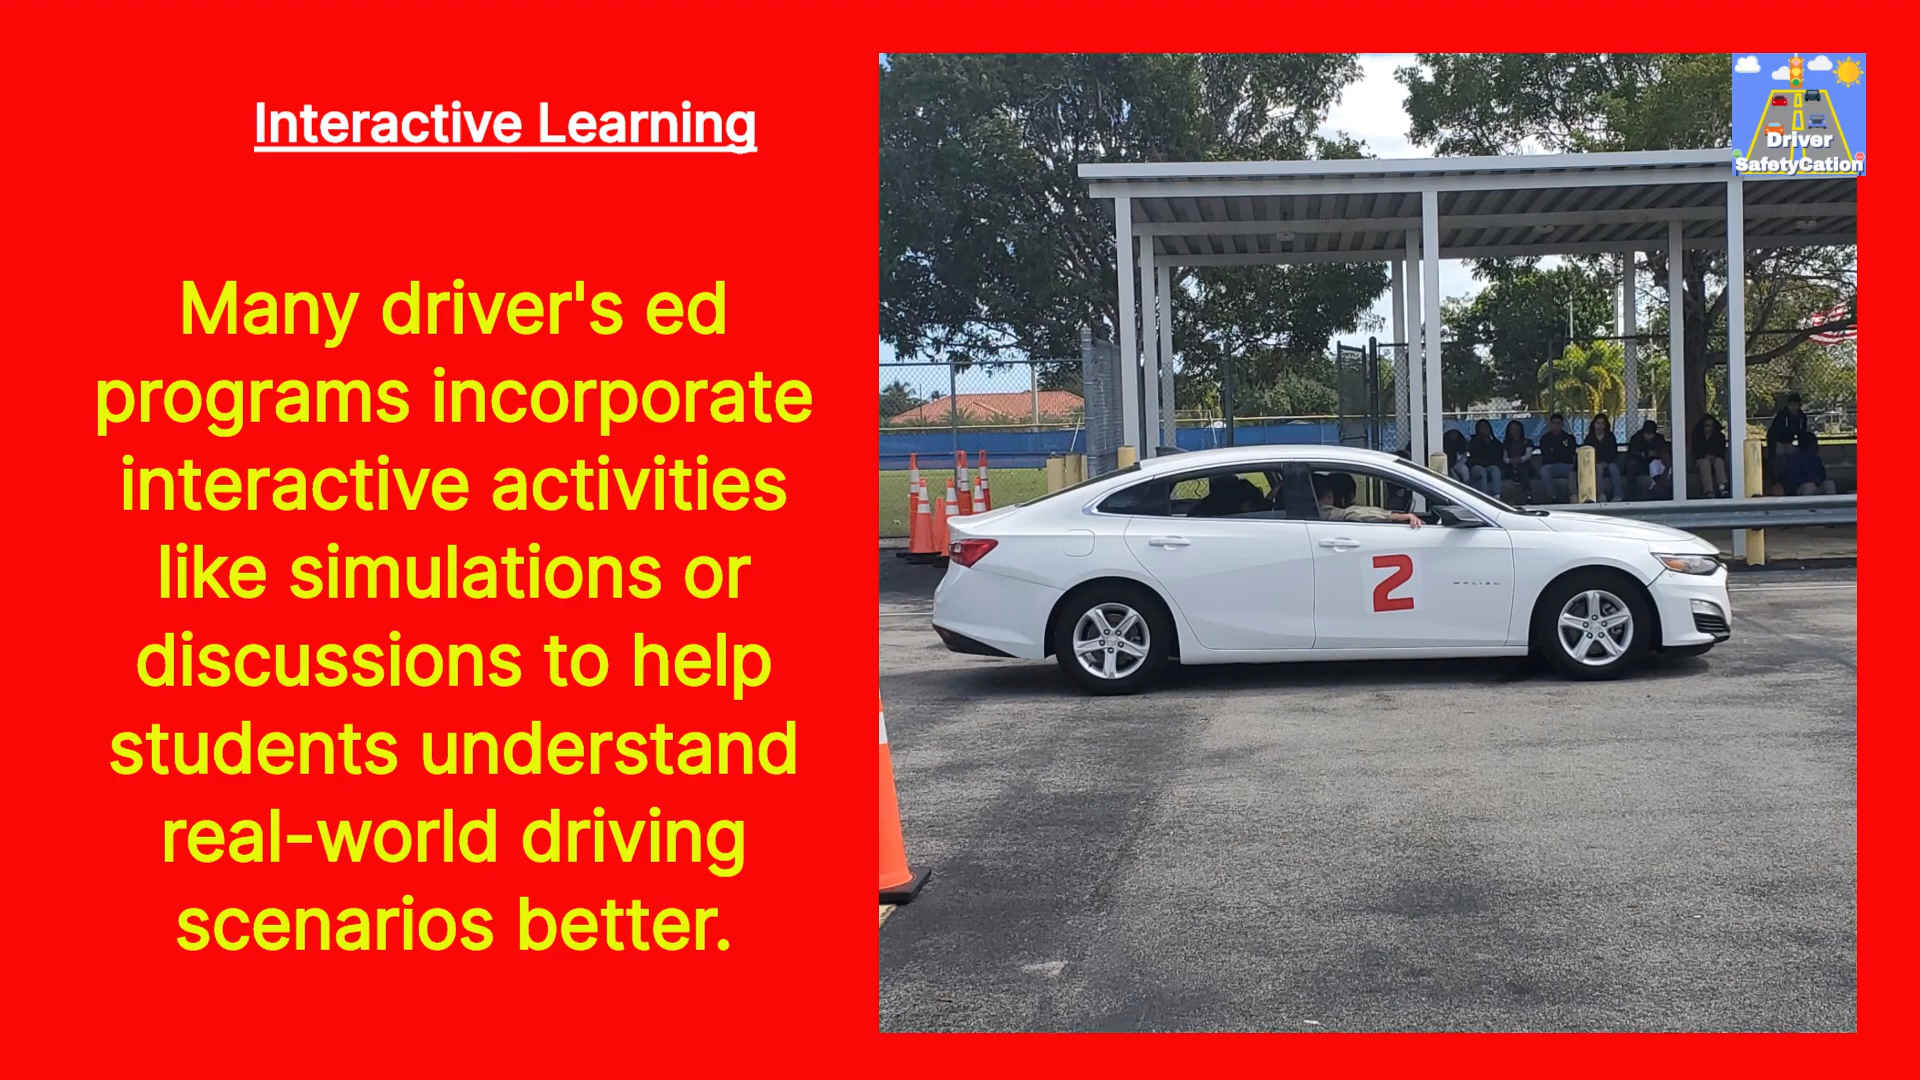 Interactive Learning
Many driver's ed
programs incorporate
interactive activities
like simulations or
discussions to help
students understand
real-world driving
scenarios better.
Driver
SafetyCation
2
MALIBU